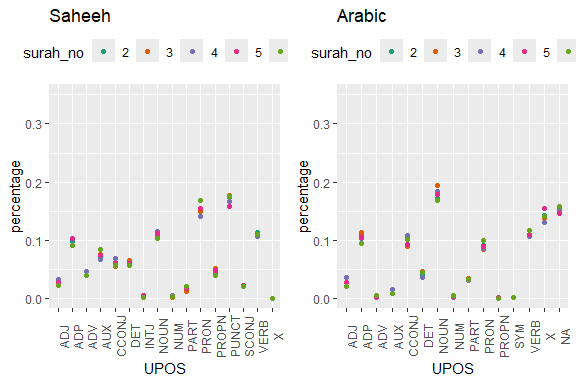 Saheeh
surah_no 2 3 4 5
percentage
0.3
0.2
0.1
0.0
ADJ
ADP
ADV
AUX
CCONJ
DET
INTJ
NOUN
NUM
PART
PRON
PROPN
PUNCT
SCONJ
VERB
X
UPOS
Arabic
surah_no 2 3 4 5
percentage
0.3
0.2
0.1
0.0
ADJ
ADP
ADV
AUX
CCONJ
DET
NOUN
NUM
PART
PRON
PROPN
SYM
VERB
X
NA
UPOS